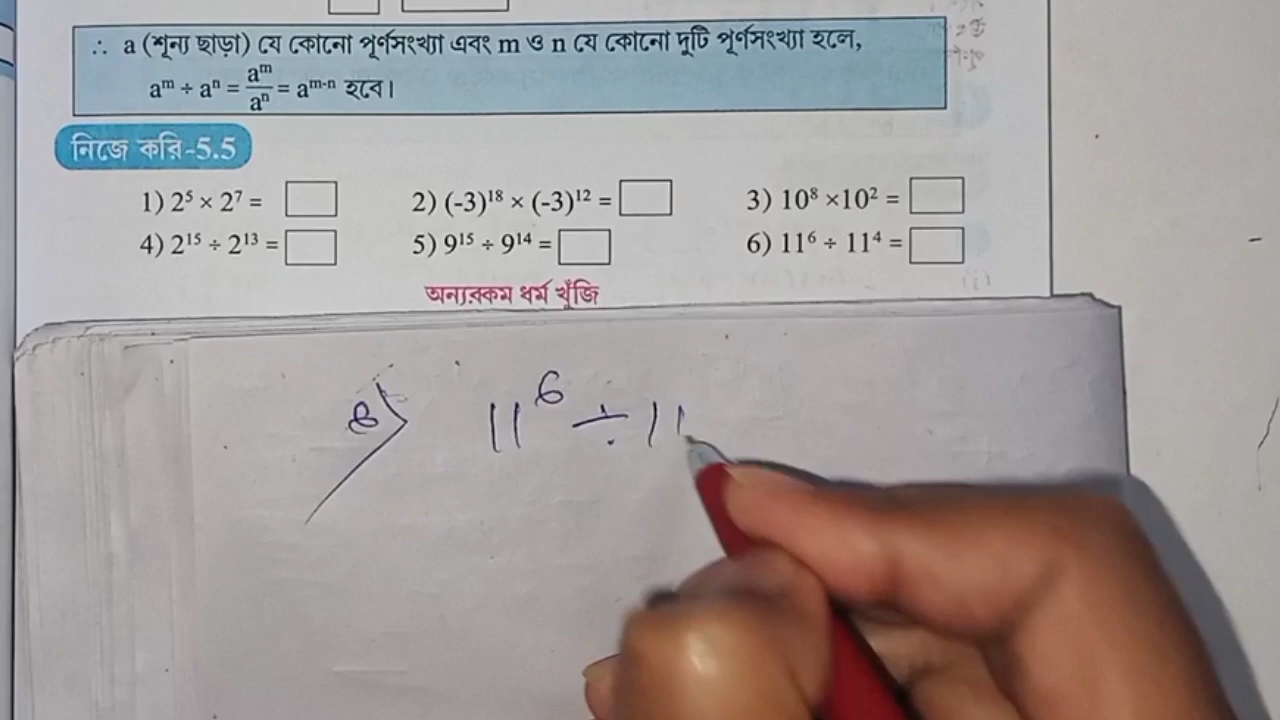 ∴ a (শূন্য ছাড়া) যে কোনো পূর্ণসংখ্যা এবং m ও n যে কোনো দুটি পূর্ণসংখ্যা হলে,
aᵐ ÷ aⁿ = aᵐ/aⁿ = aᵐ⁻ⁿ হবে।
নিজে করি-5.5
1) 2⁵ × 2⁷ = 2) (-3)¹⁸ × (-3)¹² = 3) 10⁸ ×10² =
4) 2¹⁵ ÷ 2¹³ = 5) 9¹⁵ ÷ 9¹⁴ = 6) 11⁶ ÷ 11⁴ =
অন্যরকম ধর্ম খুঁজি
11⁶ ÷ 11